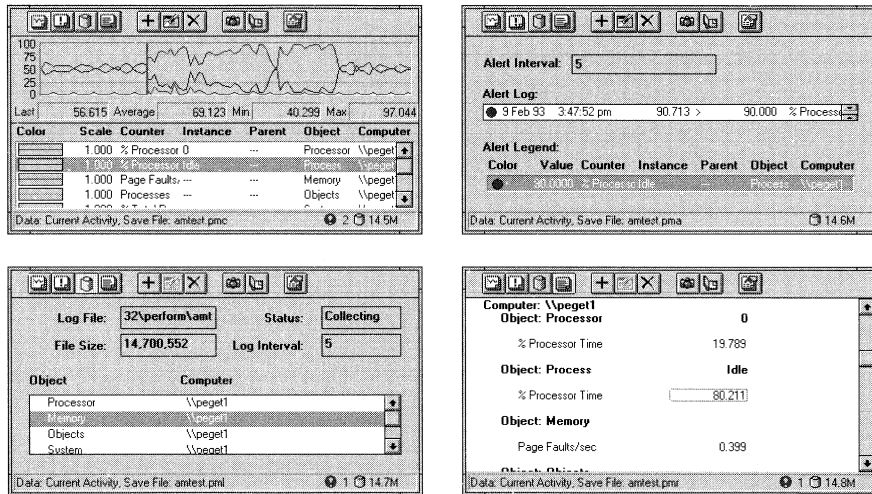 100
75
50
25
0
Last 56.615 Average 69.123 Min 40.299 Max 97.044
Color Scale Counter Instance Parent Object Computer
1.000 % Processor 0 --- Processor \\peget
1.000 % Processor Idle --- Process \\peget
1.000 Page Faults/ --- --- Memory \\peget
1.000 Processes --- --- Objects \\peget
Data: Current Activity, Save File: amtest.pmc 2 14.5M
Alert Interval: 5
Alert Log:
9 Feb 93 3:47:52 pm 90.713 > 90.000 % Processo
Alert Legend:
Color Value Counter Instance Parent Object Computer
90.0000 % Processo Idle --- Process \\peget1
Data: Current Activity, Save File: amtest.pma 14.6M
Log File: 32\perform\amt Status: Collecting
File Size: 14,700,552 Log Interval: 5
Object Computer
Processor \\peget1
Memory \\peget1
Objects \\peget1
System \\peget1
Data: Current Activity, Save File: amtest.pml 1 14.7M
Computer: \\peget1
Object: Processor 0
% Processor Time 19.789
Object: Process Idle
% Processor Time 80.211
Object: Memory
Page Faults/sec 0.399
Object: Objects
Data: Current Activity, Save File: amtest.pmr 1 14.8M